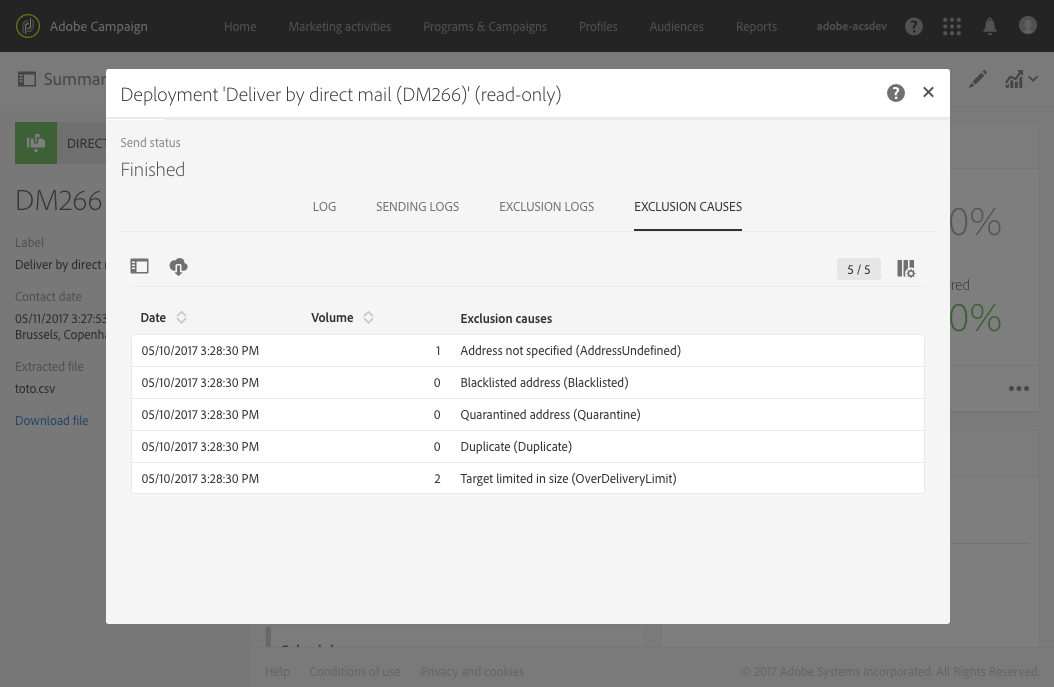 Adobe Campaign Home Marketing activities Programs & Campaigns Profiles Audiences Reports adobe-acsdev
Deployment 'Deliver by direct mail (DM266)' (read-only)
Send status
Finished
LOG SENDING LOGS EXCLUSION LOGS EXCLUSION CAUSES
5 / 5
Date Volume Exclusion causes
05/10/2017 3:28:30 PM 1 Address not specified (AddressUndefined)
05/10/2017 3:28:30 PM 0 Blacklisted address (Blacklisted)
05/10/2017 3:28:30 PM 0 Quarantined address (Quarantine)
05/10/2017 3:28:30 PM 0 Duplicate (Duplicate)
05/10/2017 3:28:30 PM 2 Target limited in size (OverDeliveryLimit)
DM266
Label
Deliver by direct
Contact date
05/11/2017 3:27:53
Brussels,
Extracted file
toto.csv
Download file
0%
0%
Help Conditions of use Privacy and cookies © 2017 Adobe Systems Incorporated. All Rights Reserved.